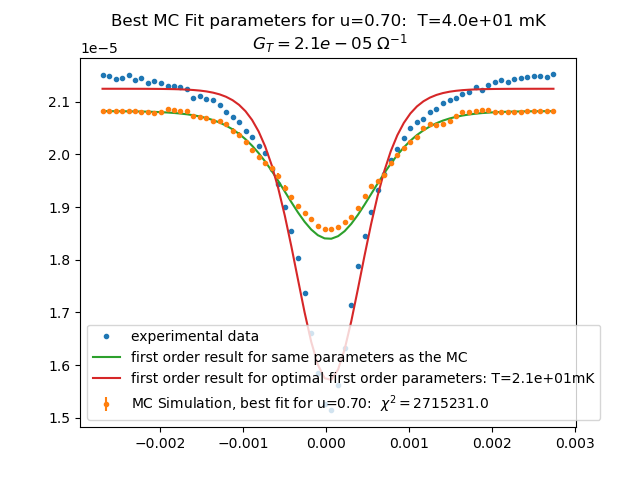 Best MC Fit parameters for u=0.70:  T=4.0e+01 mK
G_T = 2.1e − 05 Ω⁻¹
1e−5
2.1
2.0
1.9
1.8
1.7
1.6
1.5
experimental data
first order result for same parameters as the MC
first order result for optimal first order parameters: T=2.1e+01mK
MC Simulation, best fit for u=0.70:  χ² = 2715231.0
−0.002 −0.001 0.000 0.001 0.002 0.003